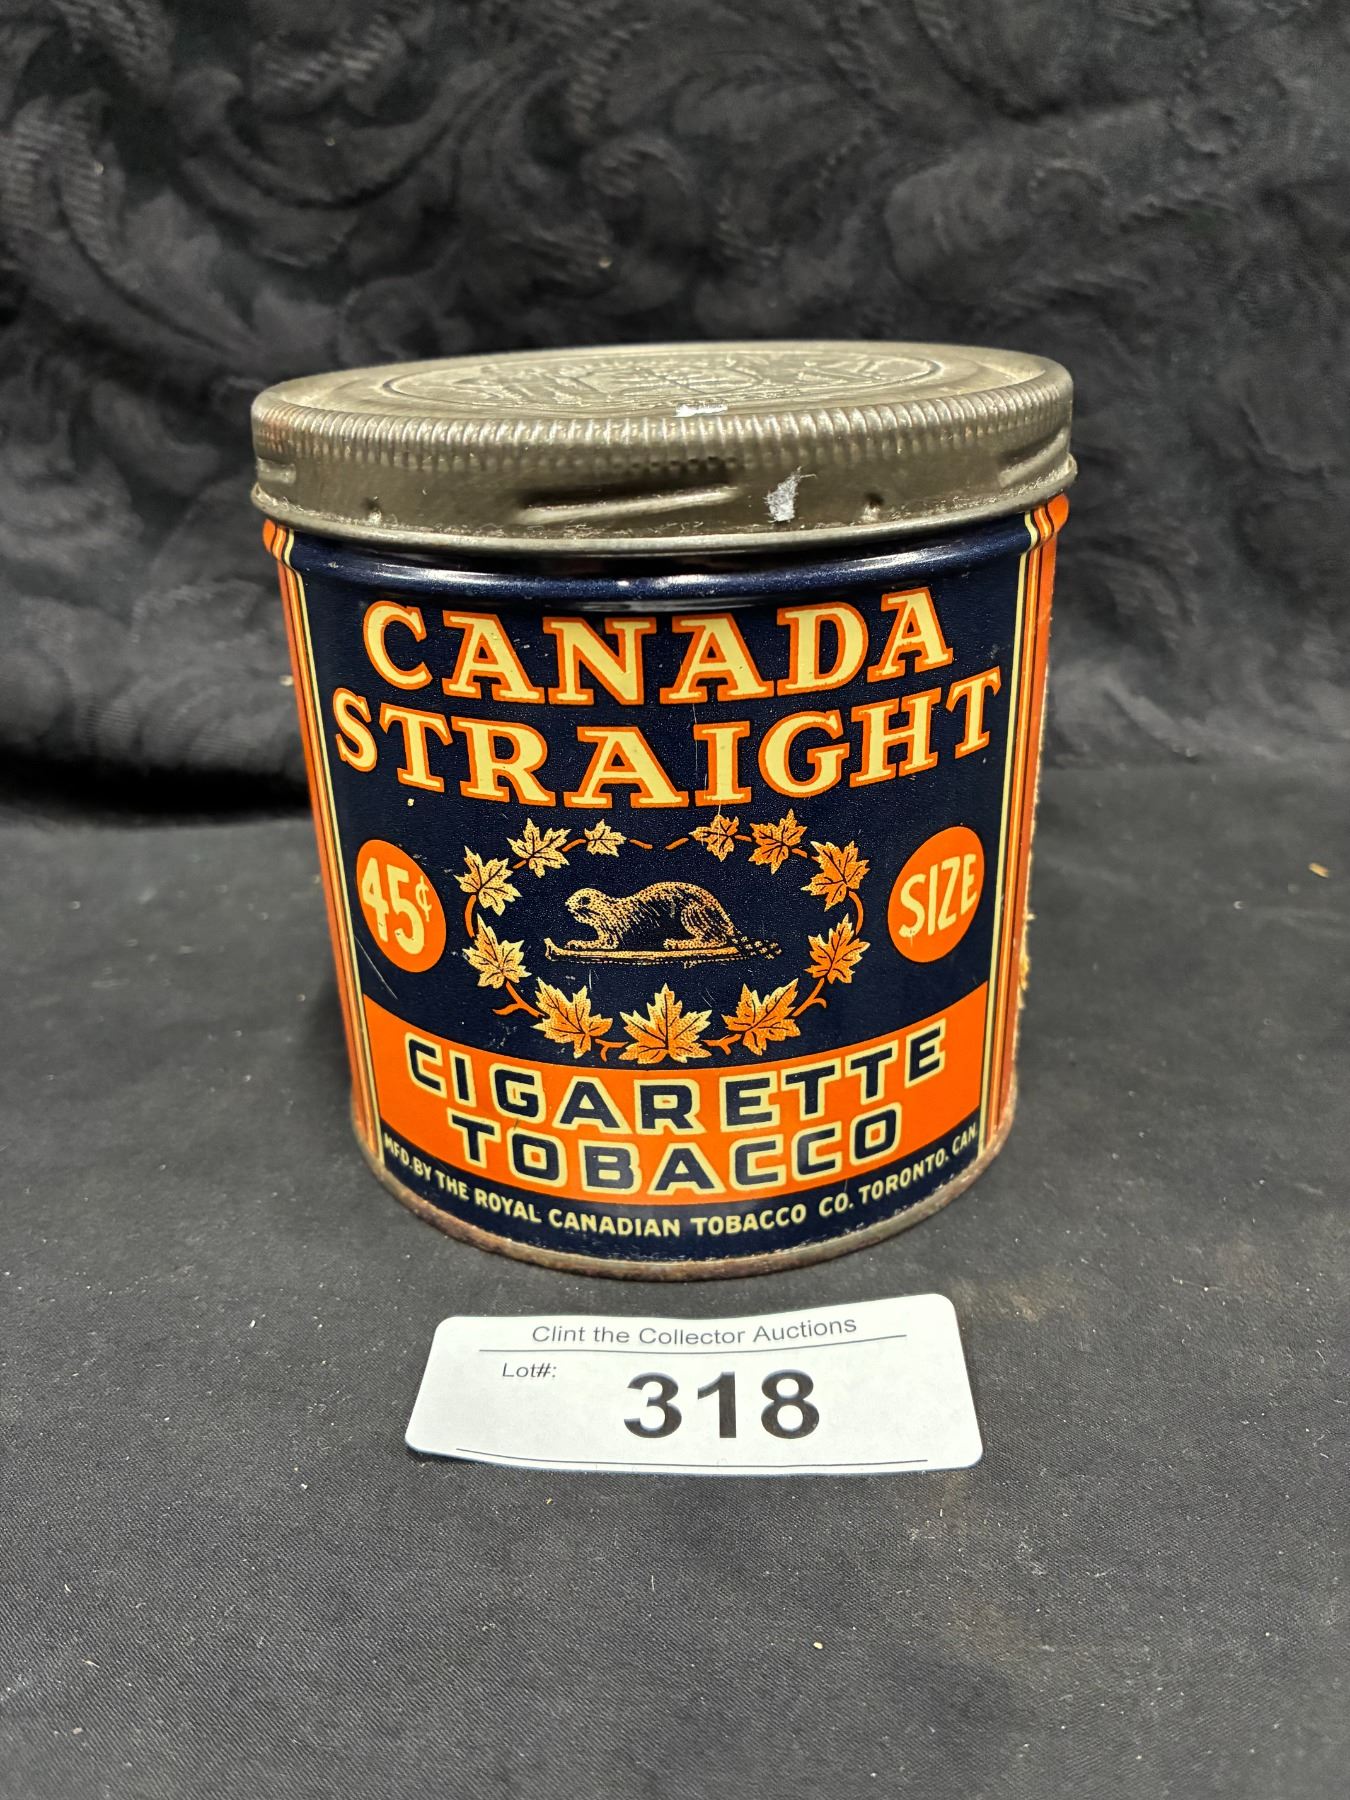 CANADA
STRAIGHT
45¢ SIZE
CIGARETTE
TOBACCO
MFD. BY THE ROYAL CANADIAN TOBACCO CO. TORONTO. CAN.
Clint the Collector Auctions
Lot#: 318